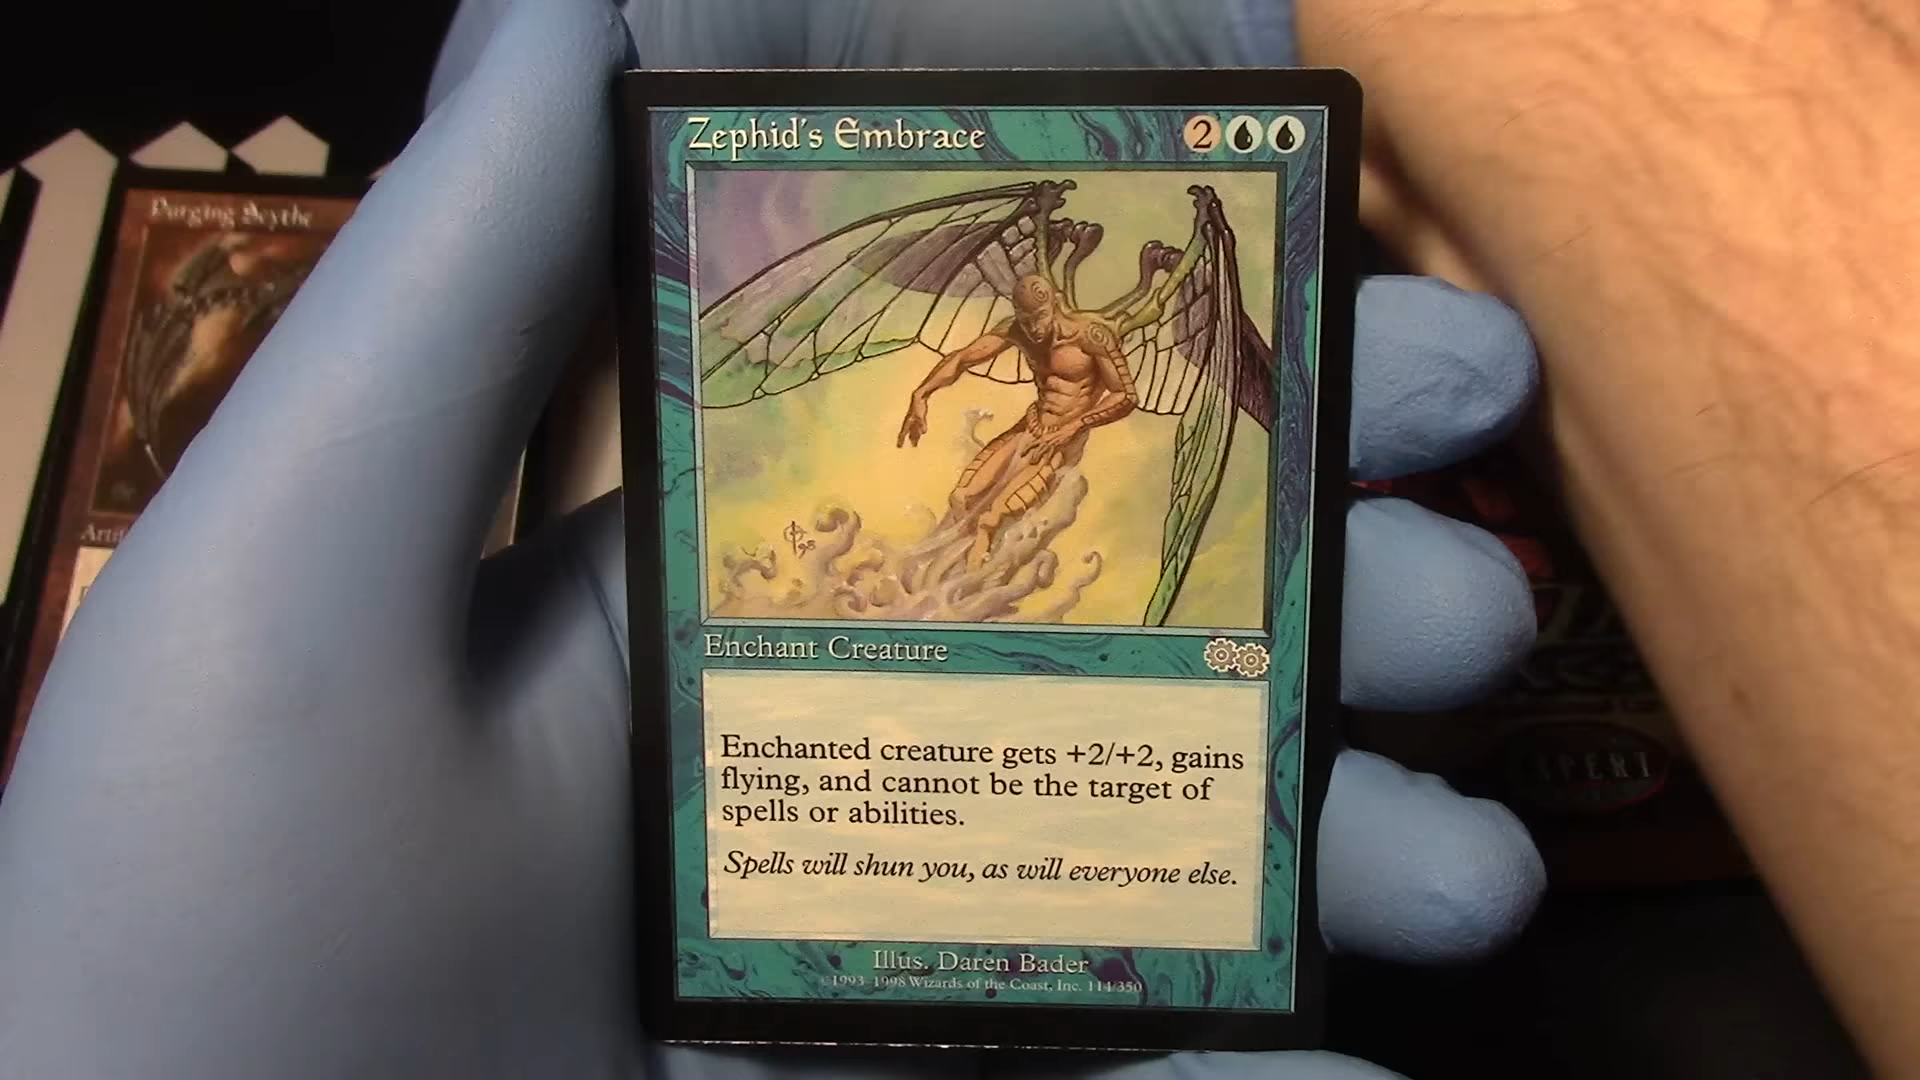 Zephid's Embrace
2
Enchant Creature
Enchanted creature gets +2/+2, gains
flying, and cannot be the target of
spells or abilities.
Spells will shun you, as will everyone else.
Illus. Daren Bader
©1993-1998 Wizards of the Coast, Inc. 114/350
Purging Scythe
Arti
98